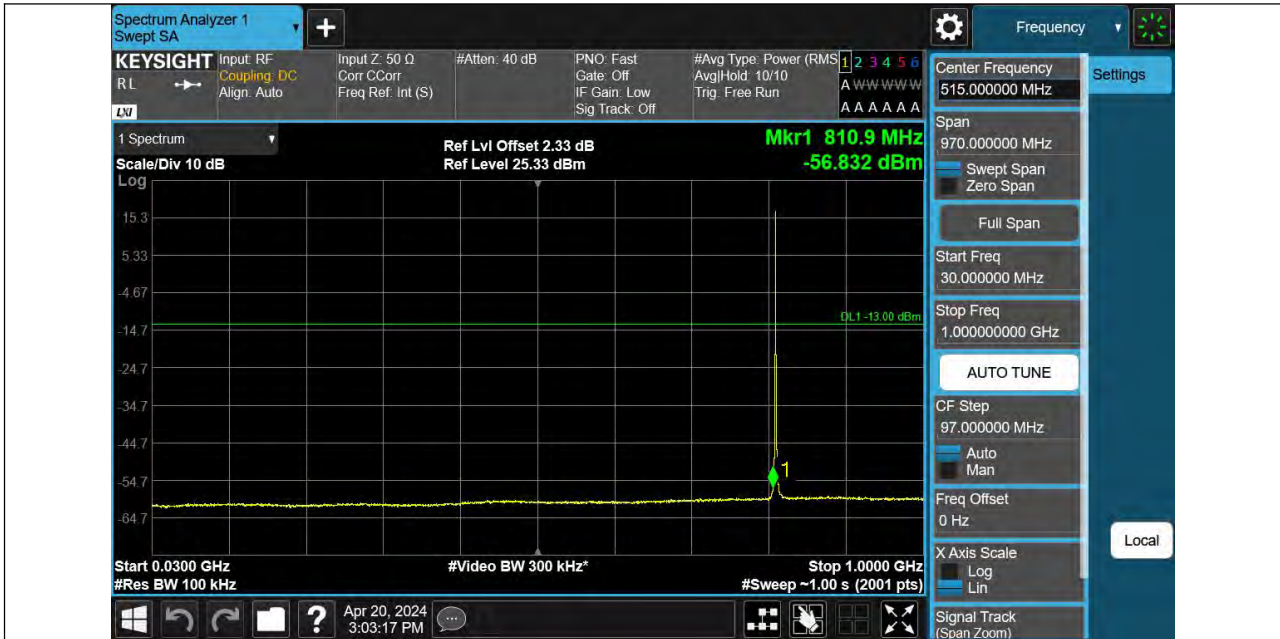 Spectrum Analyzer 1
Swept SA
+
Frequency
KEYSIGHT
RL
LXI
Input: RF
Coupling: DC
Align: Auto
Input Z: 50 Ω
Corr CCorr
Freq Ref: Int (S)
#Atten: 40 dB
PNO: Fast
Gate: Off
IF Gain: Low
Sig Track: Off
#Avg Type: Power (RMS
Avg|Hold: 10/10
Trig: Free Run
1 2 3 4 5 6
A W W W W W
A A A A A A
Center Frequency
515.000000 MHz
Settings
1 Spectrum
Scale/Div 10 dB
Ref Lvl Offset 2.33 dB
Ref Level 25.33 dBm
Mkr1 810.9 MHz
-56.832 dBm
Log
15.3
5.33
-4.67
-14.7
-24.7
-34.7
-44.7
-54.7
-64.7
DL1 -13.00 dBm
1
Start 0.0300 GHz
#Res BW 100 kHz
#Video BW 300 kHz*
Stop 1.0000 GHz
#Sweep ~1.00 s (2001 pts)
Span
970.000000 MHz
Swept Span
Zero Span
Full Span
Start Freq
30.000000 MHz
Stop Freq
1.000000000 GHz
AUTO TUNE
CF Step
97.000000 MHz
Auto
Man
Freq Offset
0 Hz
X Axis Scale
Log
Lin
Signal Track
(Span Zoom)
Local
?
Apr 20, 2024
3:03:17 PM